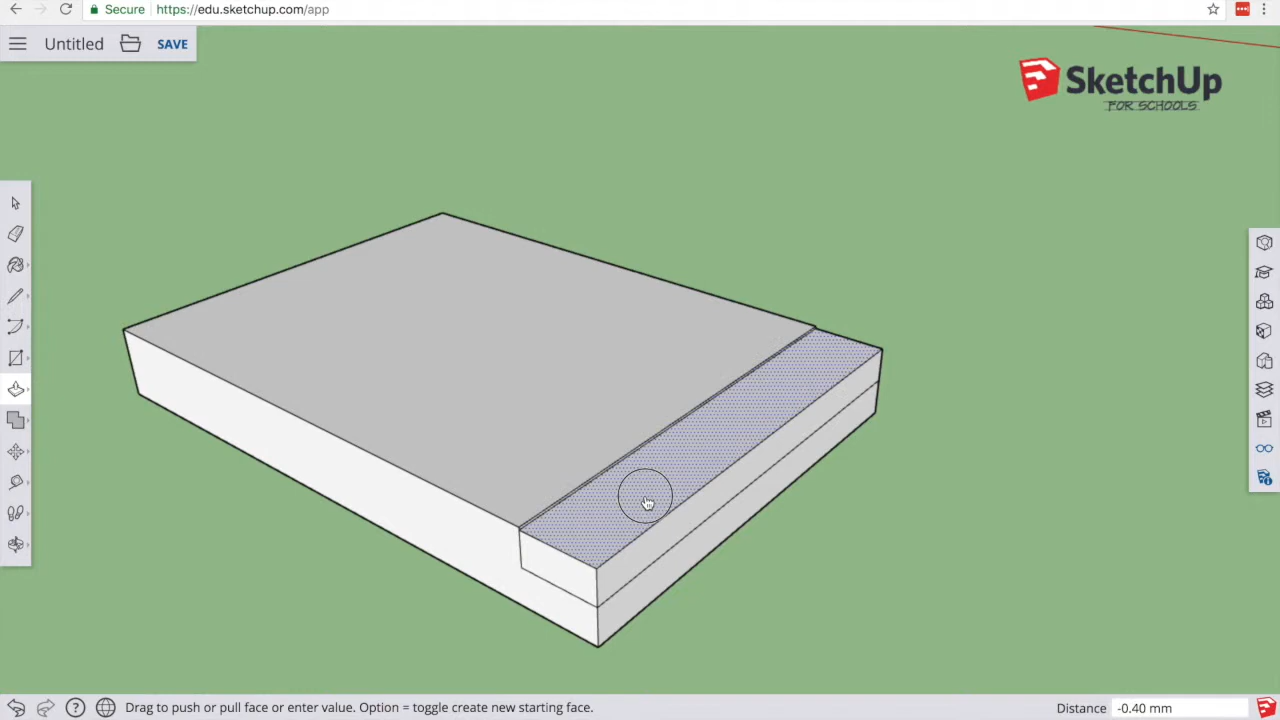 Secure https://edu.sketchup.com/app
Untitled SAVE
SketchUp
FOR SCHOOLS
Drag to push or pull face or enter value. Option = toggle create new starting face.
Distance -0.40 mm